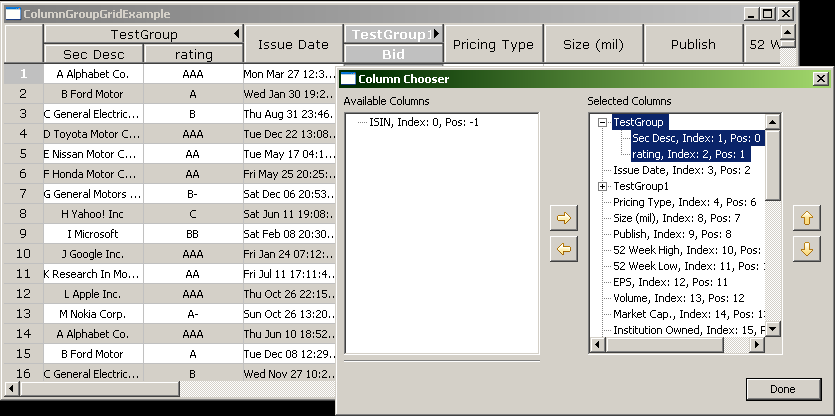 ColumnGroupGridExample
TestGroup TestGroup1
Sec Desc rating Issue Date Bid Pricing Type Size (mil) Publish 52 W
1 A Alphabet Co. AAA Mon Mar 27 12:3...
2 B Ford Motor A Wed Jan 30 19:2...
3 C General Electric... B Thu Aug 31 23:46...
4 D Toyota Motor C... AAA Tue Dec 22 13:08...
5 E Nissan Motor C... AA Tue May 17 04:1...
6 F Honda Motor C... AA Fri May 25 20:25...
7 G General Motors ... B- Sat Dec 06 20:53...
8 H Yahoo! Inc C Sat Jun 11 19:08:...
9 I Microsoft BB Sat Feb 08 20:30...
10 J Google Inc. AAA Fri Jan 24 07:12:...
11 K Research In Mo... AA Fri Jul 11 17:11:4...
12 L Apple Inc. AAA Thu Oct 26 22:15...
13 M Nokia Corp. A- Sun Oct 26 13:20...
14 A Alphabet Co. AAA Thu Jun 10 18:52...
15 B Ford Motor A Tue Dec 08 12:29...
16 C General Electric... B Wed Nov 27 10:2...
Column Chooser
Available Columns
ISIN, Index: 0, Pos: -1
Selected Columns
TestGroup
Sec Desc, Index: 1, Pos: 0
rating, Index: 2, Pos: 1
Issue Date, Index: 3, Pos: 2
TestGroup1
Pricing Type, Index: 4, Pos: 6
Size (mil), Index: 8, Pos: 7
Publish, Index: 9, Pos: 8
52 Week High, Index: 10, Pos:
52 Week Low, Index: 11, Pos:
EPS, Index: 12, Pos: 11
Volume, Index: 13, Pos: 12
Market Cap., Index: 14, Pos: 13
Institution Owned, Index: 15, P
Done